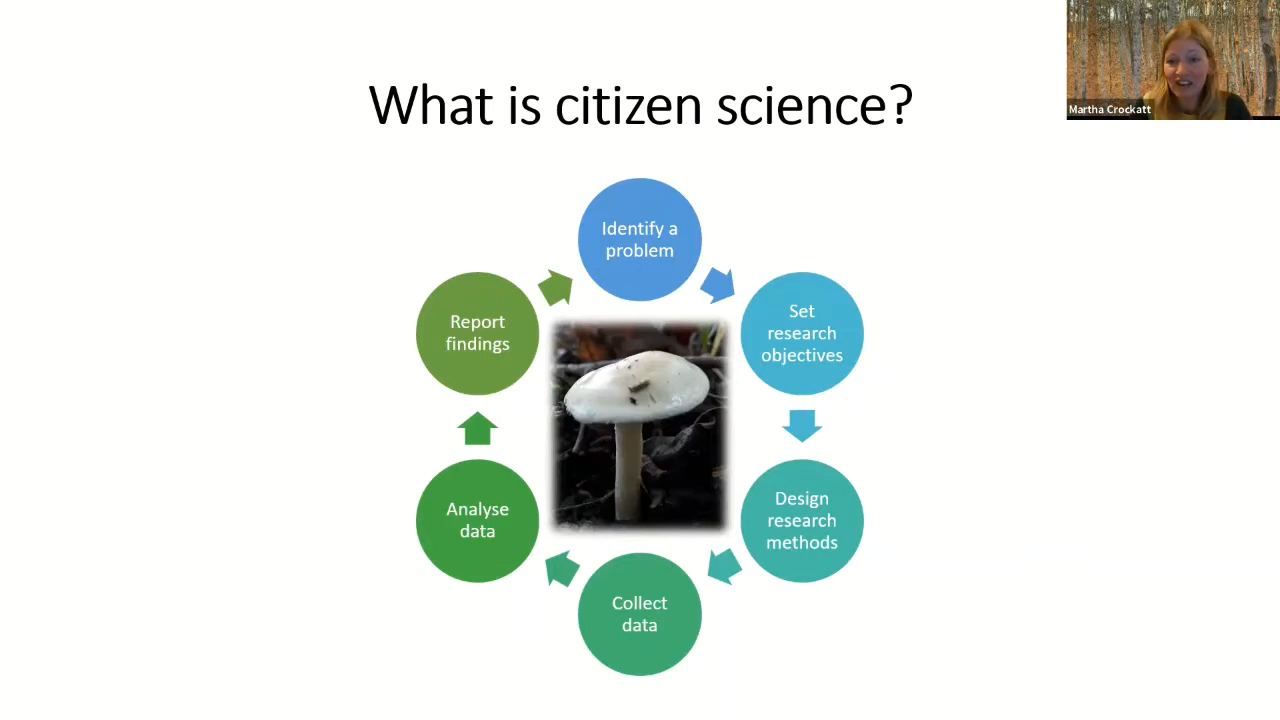 What is citizen science?
Martha Crockatt
Identify a
problem
Set
research
objectives
Design
research
methods
Collect
data
Analyse
data
Report
findings